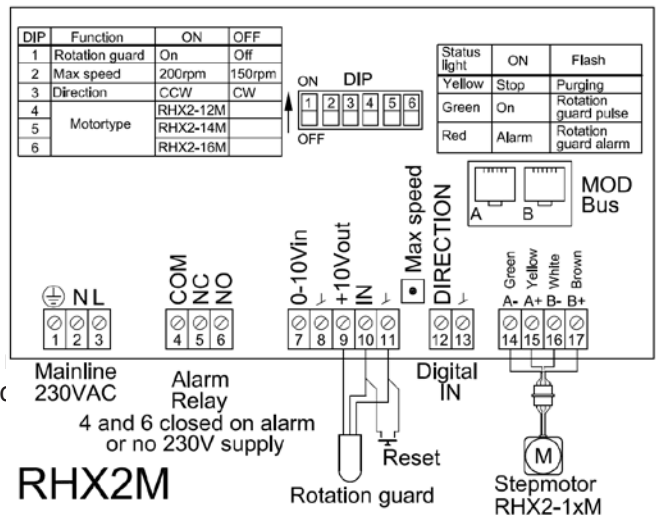 DIP Function ON OFF
1 Rotation guard On Off
2 Max speed 200rpm 150rpm
3 Direction CCW CW
4 Motortype RHX2-12M
5 RHX2-14M
6 RHX2-16M
ON DIP
1 2 3 4 5 6
OFF
Status light ON Flash
Yellow Stop Purging
Green On Rotation guard pulse
Red Alarm Rotation guard alarm
A B
MOD
Bus
N L
COM
NC
NO
0-10Vin
+10Vout
IN
Max speed
DIRECTION
Green
Yellow
White
Brown
A- A+ B- B+
1 2 3
4 5 6
7 8 9 10 11
12 13
14 15 16 17
Mainline
230VAC
Alarm
Relay
4 and 6 closed on alarm
or no 230V supply
Digital
IN
Reset
Rotation guard
M
Stepmotor
RHX2-1xM
RHX2M